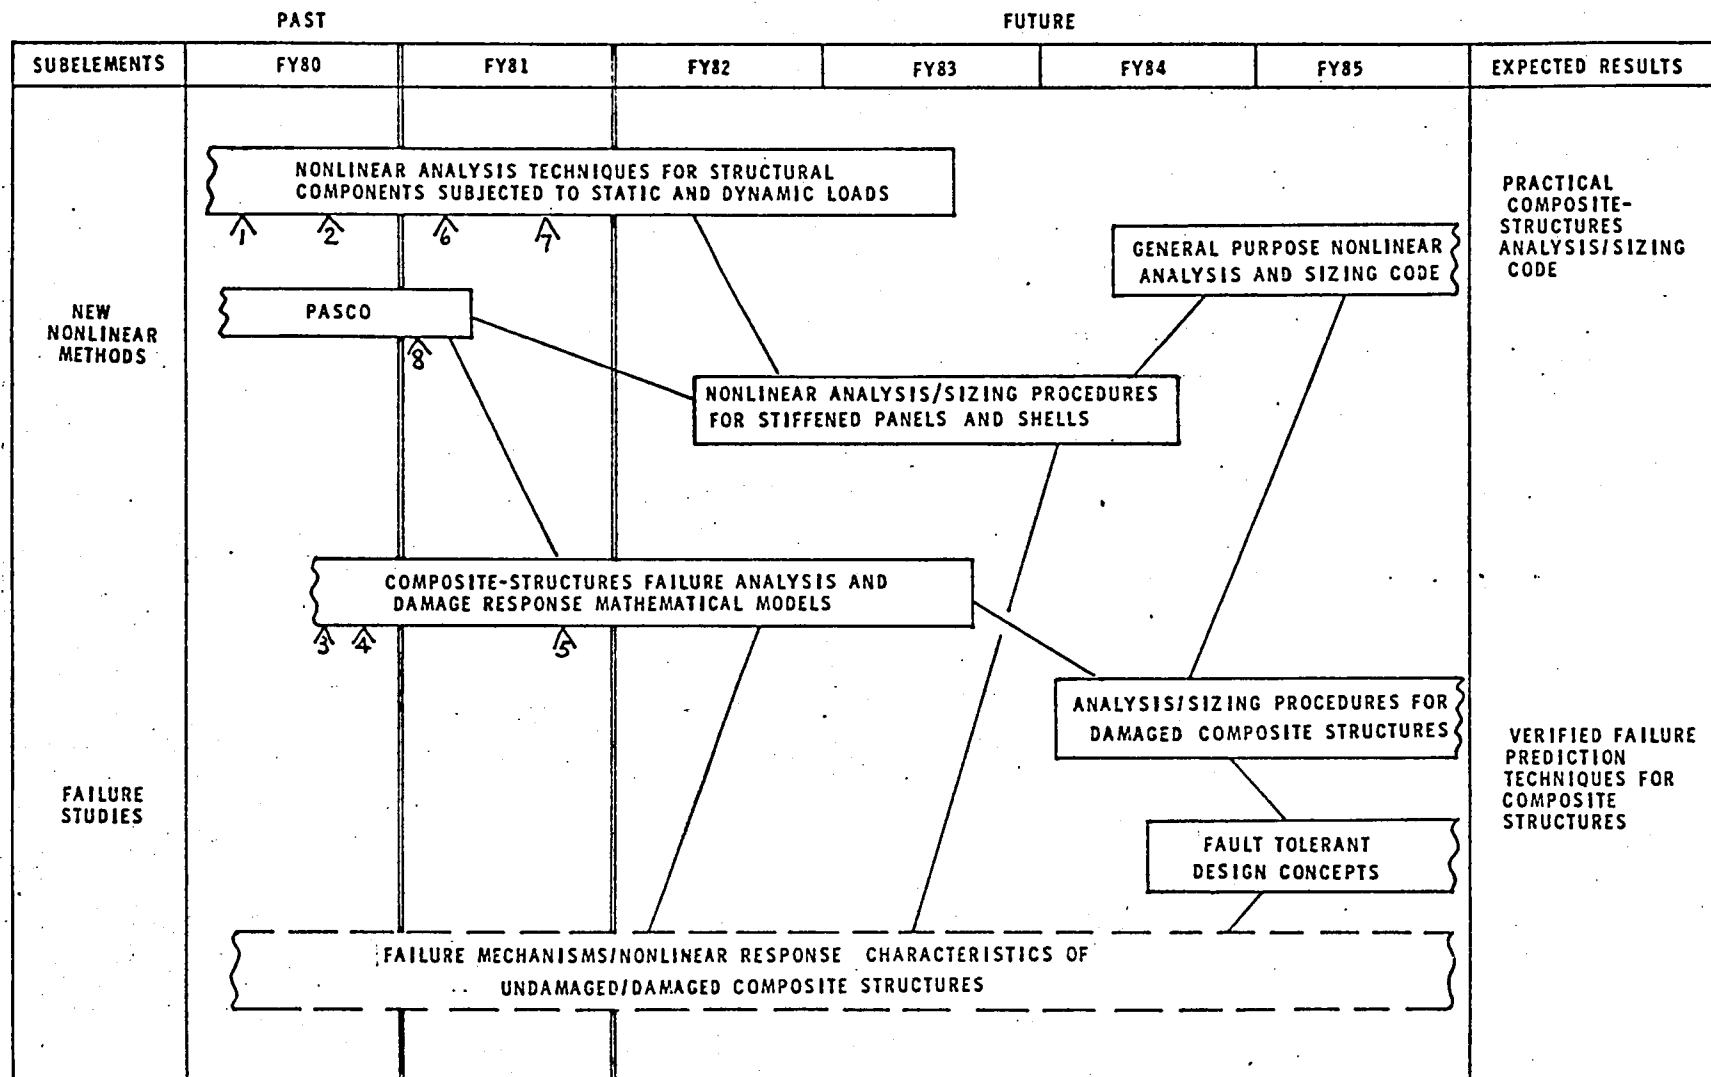 PAST
FUTURE
SUBELEMENTS
FY80
FY81
FY82
FY83
FY84
FY85
EXPECTED RESULTS
NONLINEAR ANALYSIS TECHNIQUES FOR STRUCTURAL
COMPONENTS SUBJECTED TO STATIC AND DYNAMIC LOADS
1
2
6
7
PRACTICAL
COMPOSITE-
STRUCTURES
ANALYSIS/SIZING
CODE
GENERAL PURPOSE NONLINEAR
ANALYSIS AND SIZING CODE
NEW
NONLINEAR
METHODS
PASCO
8
NONLINEAR ANALYSIS/SIZING PROCEDURES
FOR STIFFENED PANELS AND SHELLS
COMPOSITE-STRUCTURES FAILURE ANALYSIS AND
DAMAGE RESPONSE MATHEMATICAL MODELS
3
4
5
ANALYSIS/SIZING PROCEDURES FOR
DAMAGED COMPOSITE STRUCTURES
FAILURE
STUDIES
VERIFIED FAILURE
PREDICTION
TECHNIQUES FOR
COMPOSITE
STRUCTURES
FAULT TOLERANT
DESIGN CONCEPTS
FAILURE MECHANISMS/NONLINEAR RESPONSE CHARACTERISTICS OF
UNDAMAGED/DAMAGED COMPOSITE STRUCTURES